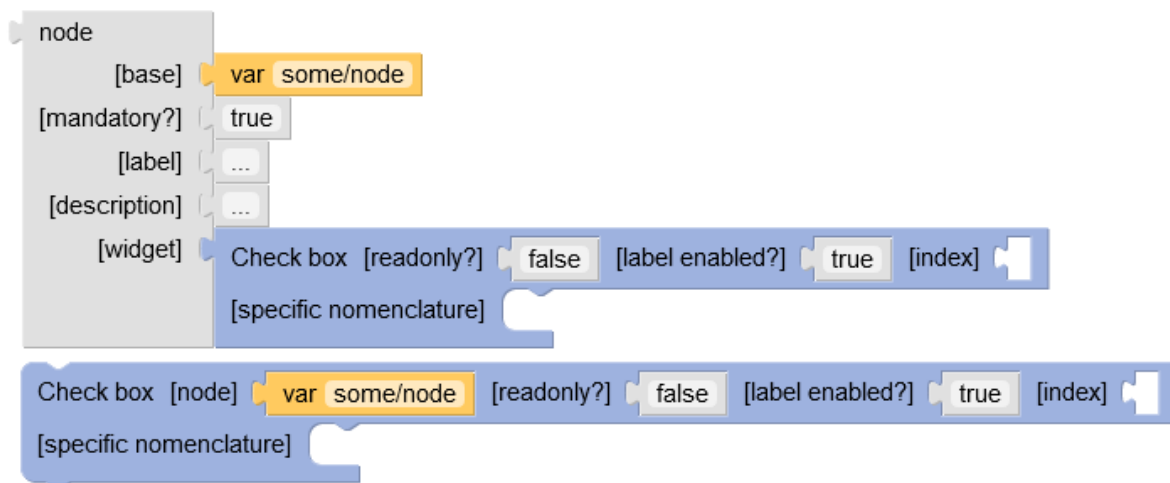 node
[base] var some/node
[mandatory?] true
[label] ...
[description] ...
[widget] Check box [readonly?] false [label enabled?] true [index]
[specific nomenclature]
Check box [node] var some/node [readonly?] false [label enabled?] true [index]
[specific nomenclature]